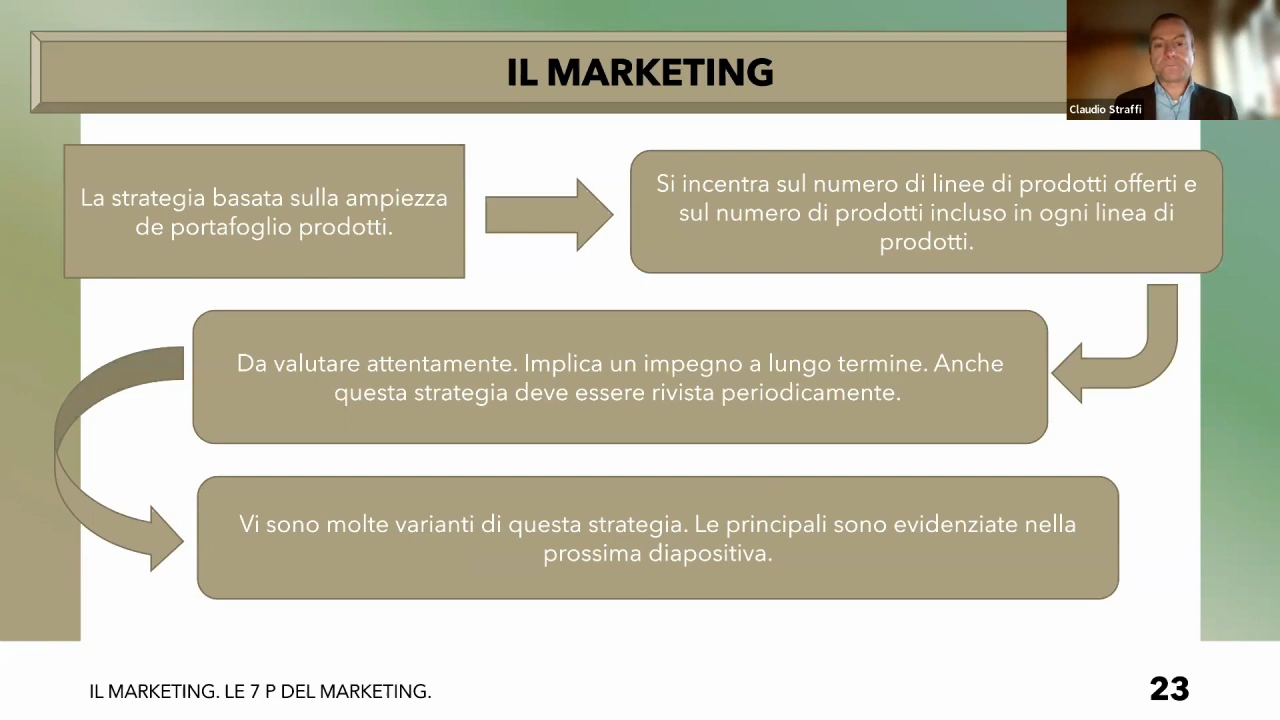 IL MARKETING
Claudio Straffi
La strategia basata sulla ampiezza
de portafoglio prodotti.
Si incentra sul numero di linee di prodotti offerti e
sul numero di prodotti incluso in ogni linea di
prodotti.
Da valutare attentamente. Implica un impegno a lungo termine. Anche
questa strategia deve essere rivista periodicamente.
Vi sono molte varianti di questa strategia. Le principali sono evidenziate nella
prossima diapositiva.
IL MARKETING. LE 7 P DEL MARKETING.
23